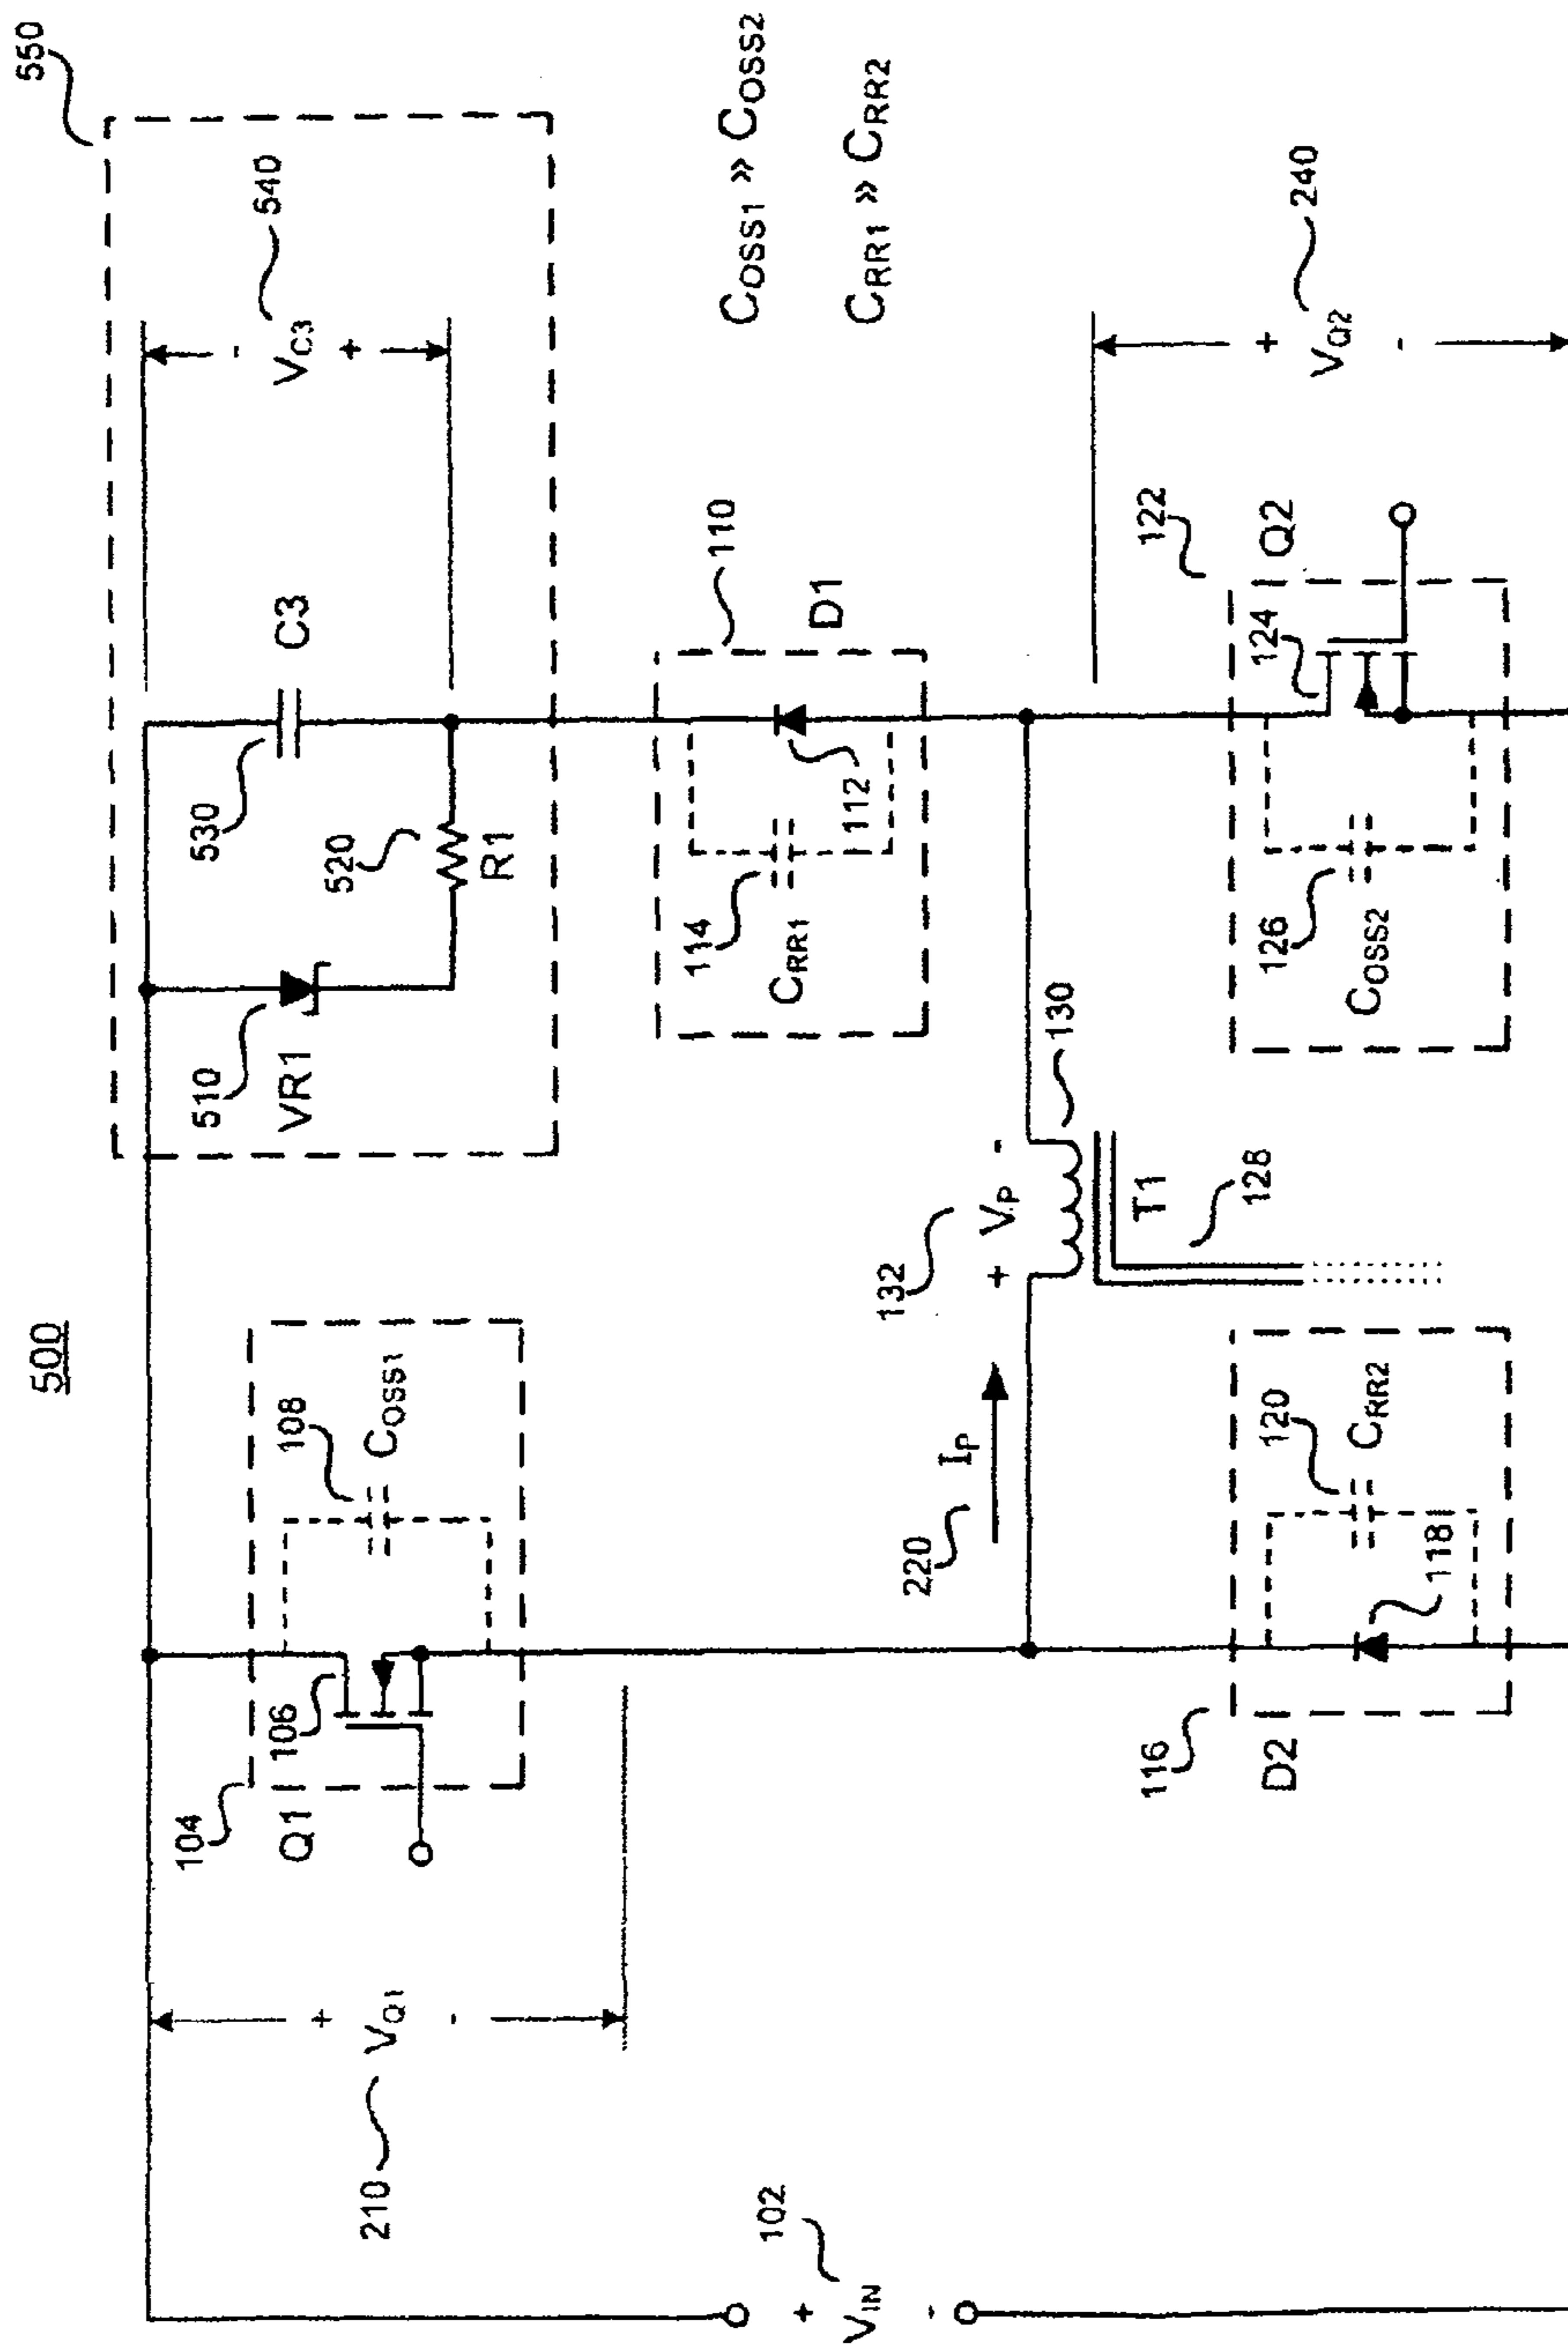 500
550
104
Q1
106
108
COSS1
210
+
VQ1
-
510
VR1
520
R1
530
C3
-
VC3
+
540
COSS1 » COSS2
CRR1 » CRR2
110
D1
112
114
CRR1
102
+
VIN
-
220
IP
132
+ VP -
130
T1
128
116
D2
118
120
CRR2
122
Q2
124
126
COSS2
+
VQ2
-
240